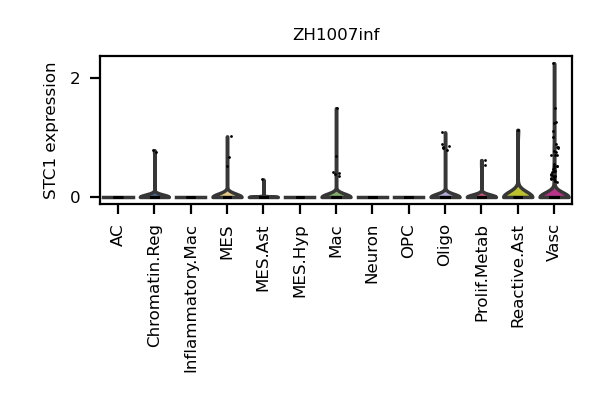 ZH1007inf
STC1 expression
2
0
AC
Chromatin.Reg
Inflammatory.Mac
MES
MES.Ast
MES.Hyp
Mac
Neuron
OPC
Oligo
Prolif.Metab
Reactive.Ast
Vasc